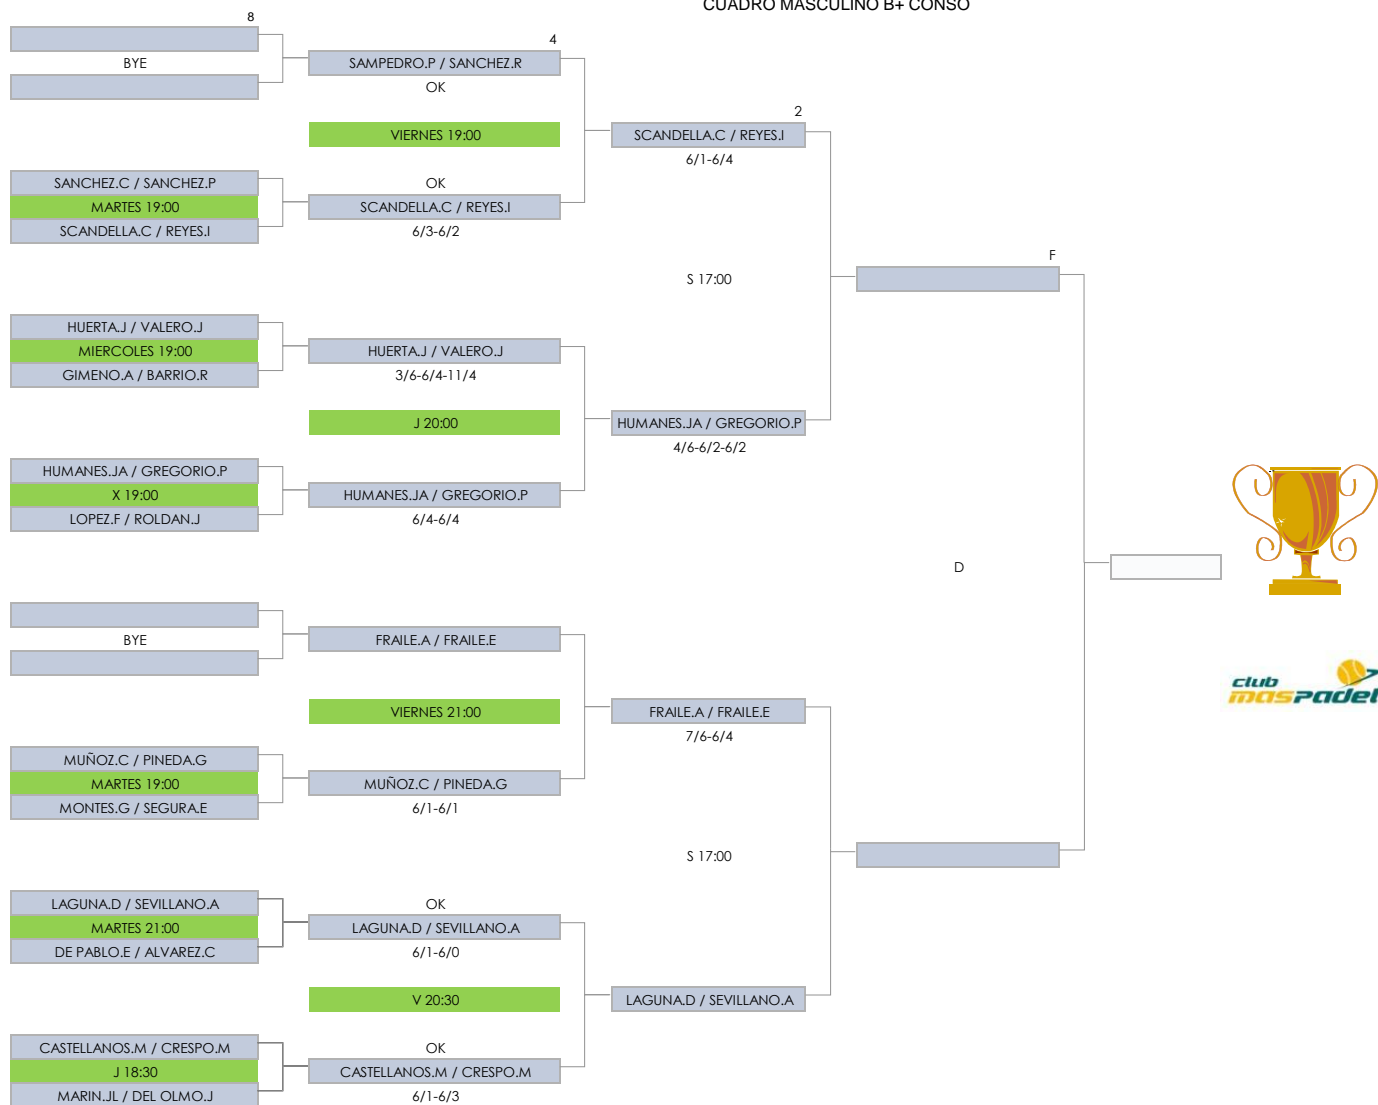 CUADRO MASCULINO B+ CONSO
8
BYE
SANCHEZ.C / SANCHEZ.P
MARTES 19:00
SCANDELLA.C / REYES.I
HUERTA.J / VALERO.J
MIERCOLES 19:00
GIMENO.A / BARRIO.R
HUMANES.JA / GREGORIO.P
X 19:00
LOPEZ.F / ROLDAN.J
BYE
MUÑOZ.C / PINEDA.G
MARTES 19:00
MONTES.G / SEGURA.E
LAGUNA.D / SEVILLANO.A
MARTES 21:00
DE PABLO.E / ALVAREZ.C
CASTELLANOS.M / CRESPO.M
J 18:30
MARIN.JL / DEL OLMO.J
4
SAMPEDRO.P / SANCHEZ.R
OK
VIERNES 19:00
OK
SCANDELLA.C / REYES.I
6/3-6/2
HUERTA.J / VALERO.J
3/6-6/4-11/4
J 20:00
HUMANES.JA / GREGORIO.P
6/4-6/4
FRAILE.A / FRAILE.E
VIERNES 21:00
MUÑOZ.C / PINEDA.G
6/1-6/1
OK
LAGUNA.D / SEVILLANO.A
6/1-6/0
V 20:30
OK
CASTELLANOS.M / CRESPO.M
6/1-6/3
2
SCANDELLA.C / REYES.I
6/1-6/4
S 17:00
HUMANES.JA / GREGORIO.P
4/6-6/2-6/2
FRAILE.A / FRAILE.E
7/6-6/4
S 17:00
LAGUNA.D / SEVILLANO.A
F
D
club
maspadel